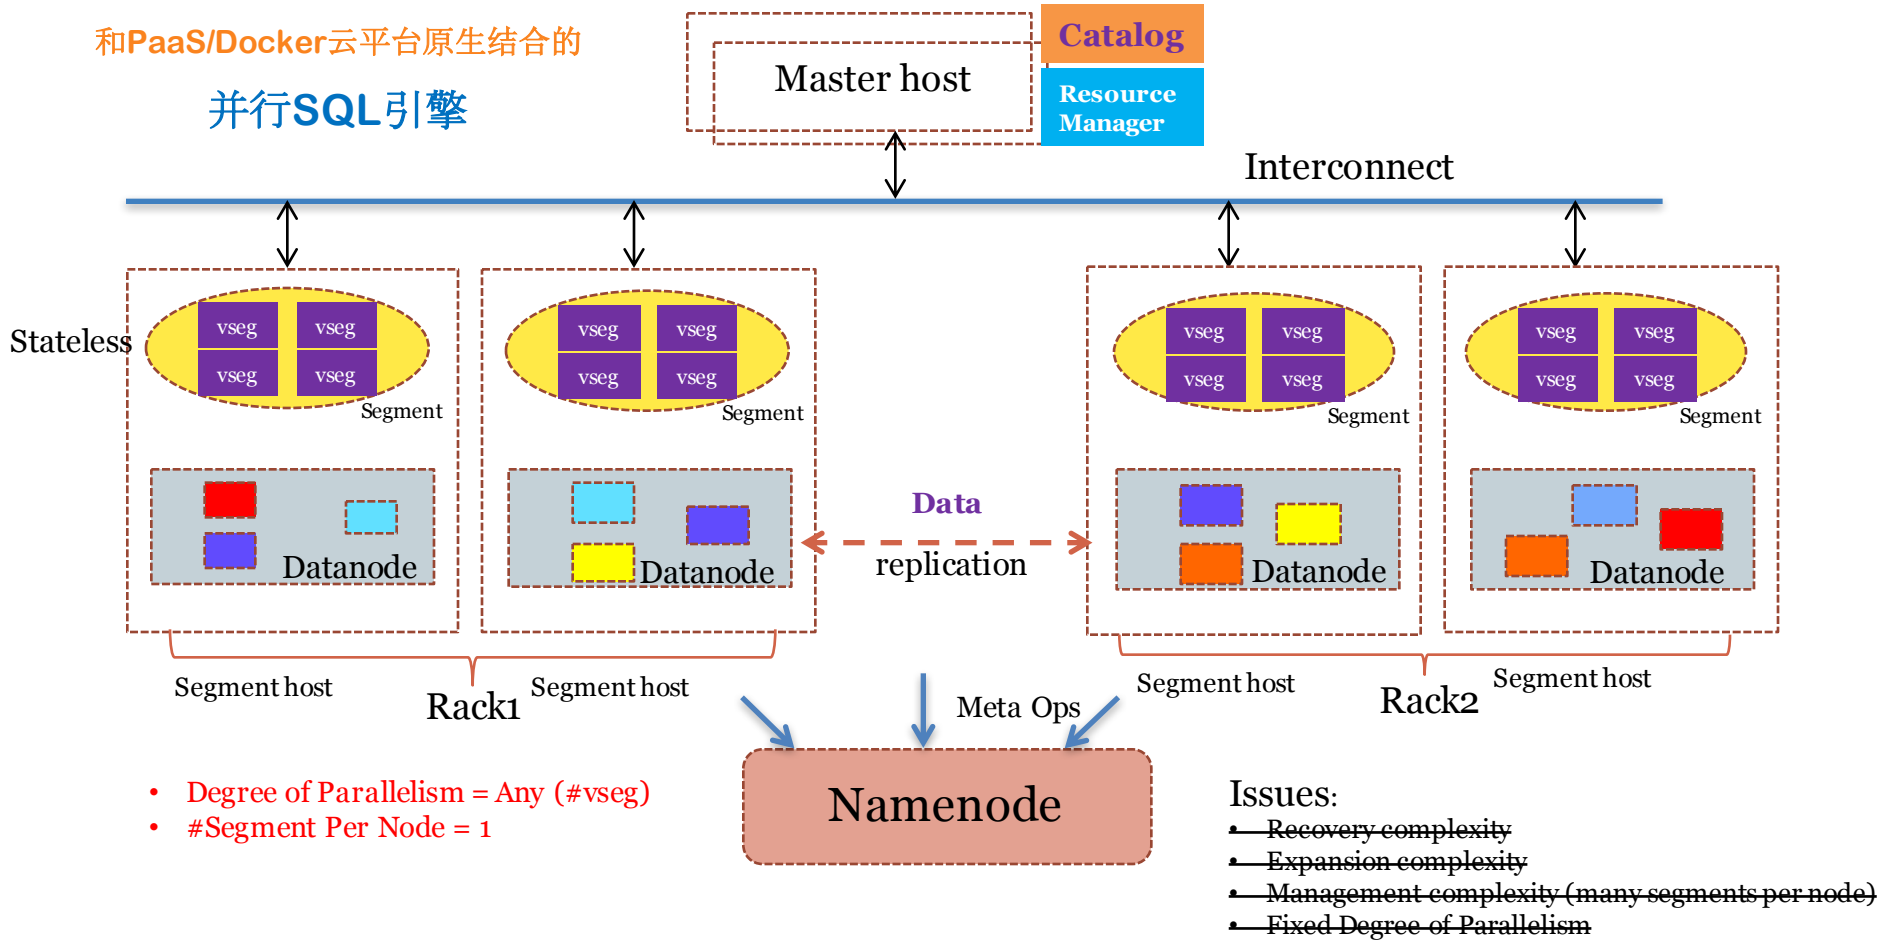 和PaaS/Docker云平台原生结合的
并行SQL引擎
Master host
Catalog
Resource
Manager
Interconnect
Stateless
vseg vseg
vseg vseg
Segment
vseg vseg
vseg vseg
Segment
vseg vseg
vseg vseg
Segment
vseg vseg
vseg vseg
Segment
Datanode
Datanode
Data
replication
Datanode
Datanode
Segment host
Rack1
Segment host
Segment host
Rack2
Segment host
Meta Ops
Namenode
• Degree of Parallelism = Any (#vseg)
• #Segment Per Node = 1
Issues:
• Recovery complexity
• Expansion complexity
• Management complexity (many segments per node)
• Fixed Degree of Parallelism